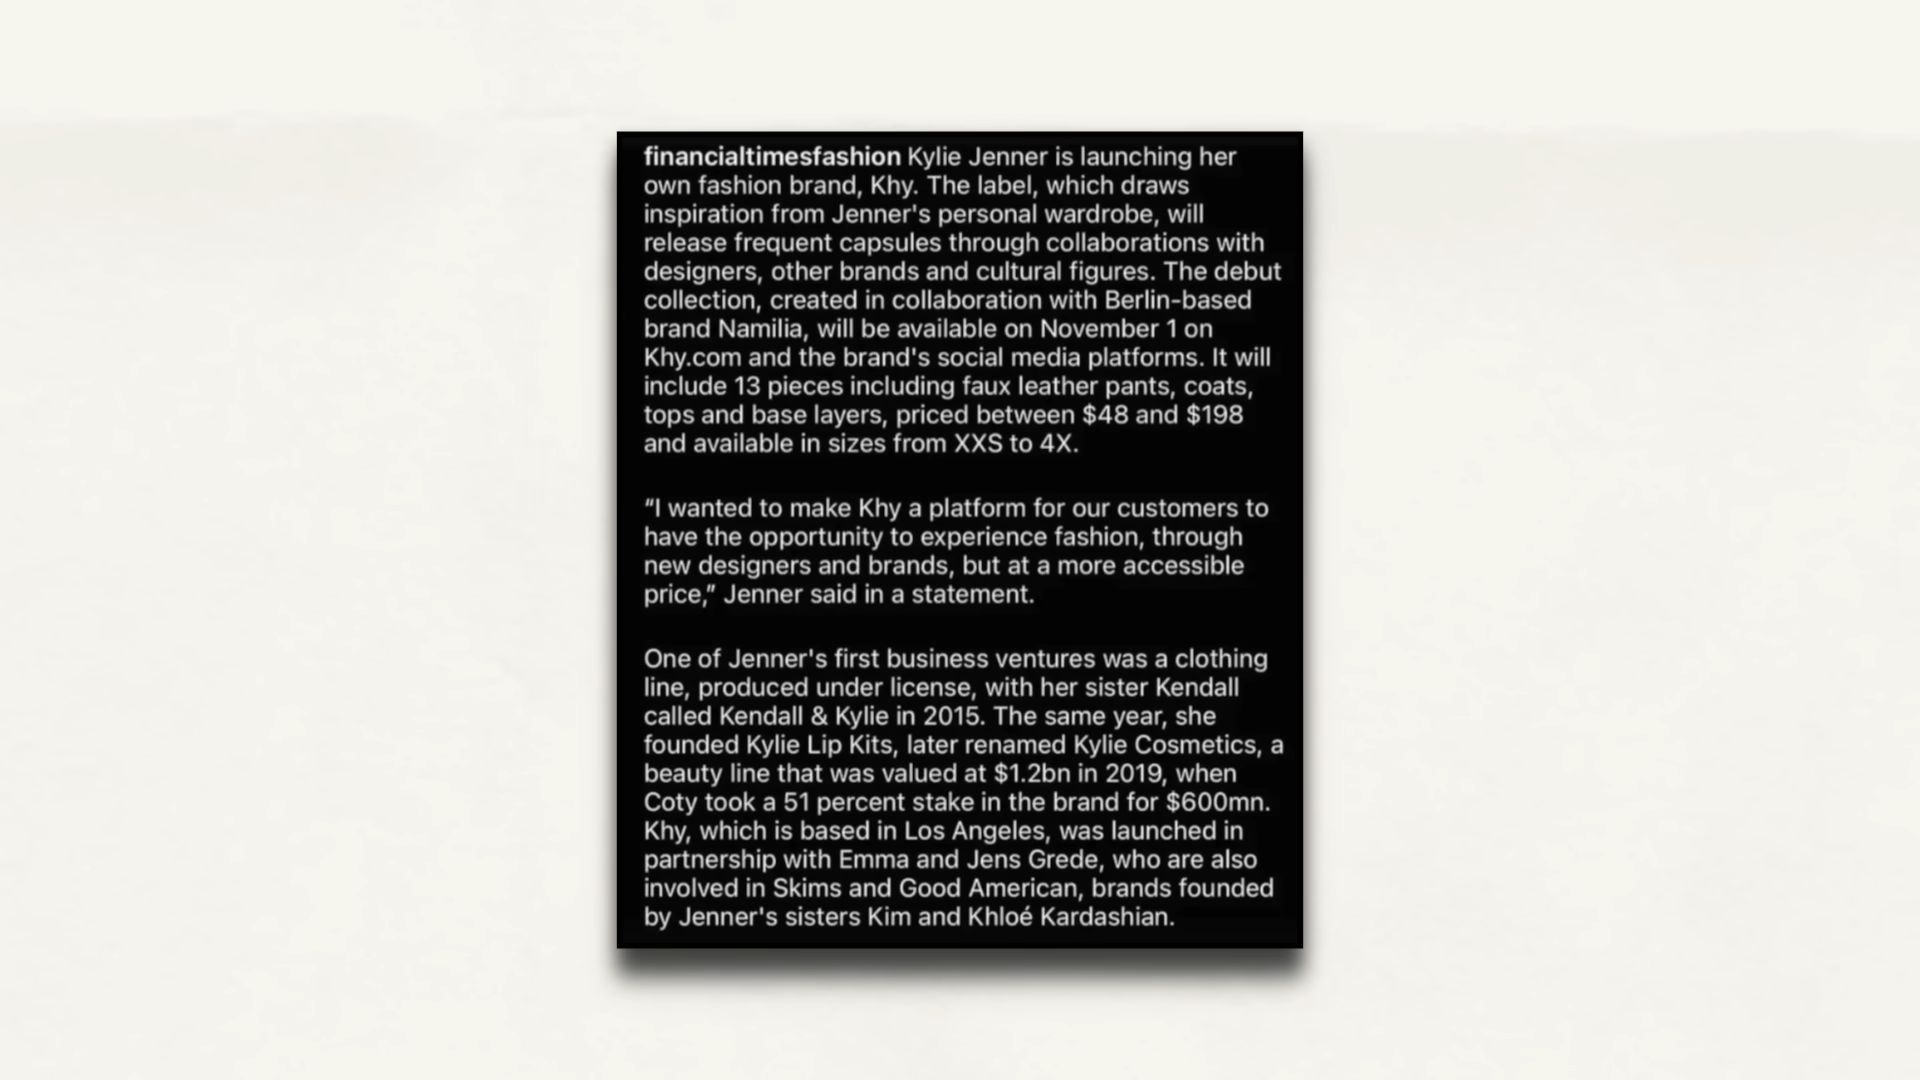 financialtimesfashion Kylie Jenner is launching her
own fashion brand, Khy. The label, which draws
inspiration from Jenner's personal wardrobe, will
release frequent capsules through collaborations with
designers, other brands and cultural figures. The debut
collection, created in collaboration with Berlin-based
brand Namilia, will be available on November 1 on
Khy.com and the brand's social media platforms. It will
include 13 pieces including faux leather pants, coats,
tops and base layers, priced between $48 and $198
and available in sizes from XXS to 4X.
“I wanted to make Khy a platform for our customers to
have the opportunity to experience fashion, through
new designers and brands, but at a more accessible
price,” Jenner said in a statement.
One of Jenner's first business ventures was a clothing
line, produced under license, with her sister Kendall
called Kendall & Kylie in 2015. The same year, she
founded Kylie Lip Kits, later renamed Kylie Cosmetics, a
beauty line that was valued at $1.2bn in 2019, when
Coty took a 51 percent stake in the brand for $600mn.
Khy, which is based in Los Angeles, was launched in
partnership with Emma and Jens Grede, who are also
involved in Skims and Good American, brands founded
by Jenner's sisters Kim and Khloé Kardashian.